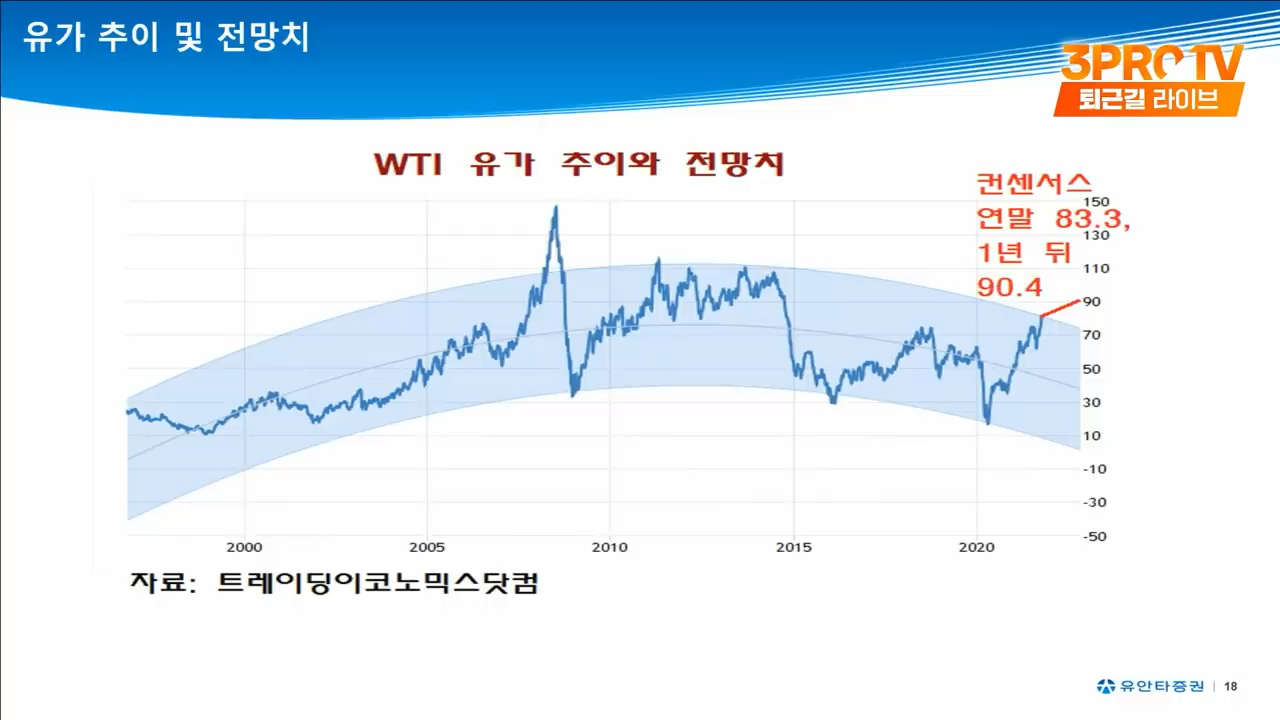 유가 추이 및 전망치
3PROTV
퇴근길 라이브
WTI 유가 추이와 전망치
컨센서스
연말 83.3,
1년 뒤
90.4
150
130
110
90
70
50
30
10
-10
-30
-50
2000 2005 2010 2015 2020
자료: 트레이딩이코노믹스닷컴
유안타증권 | 18